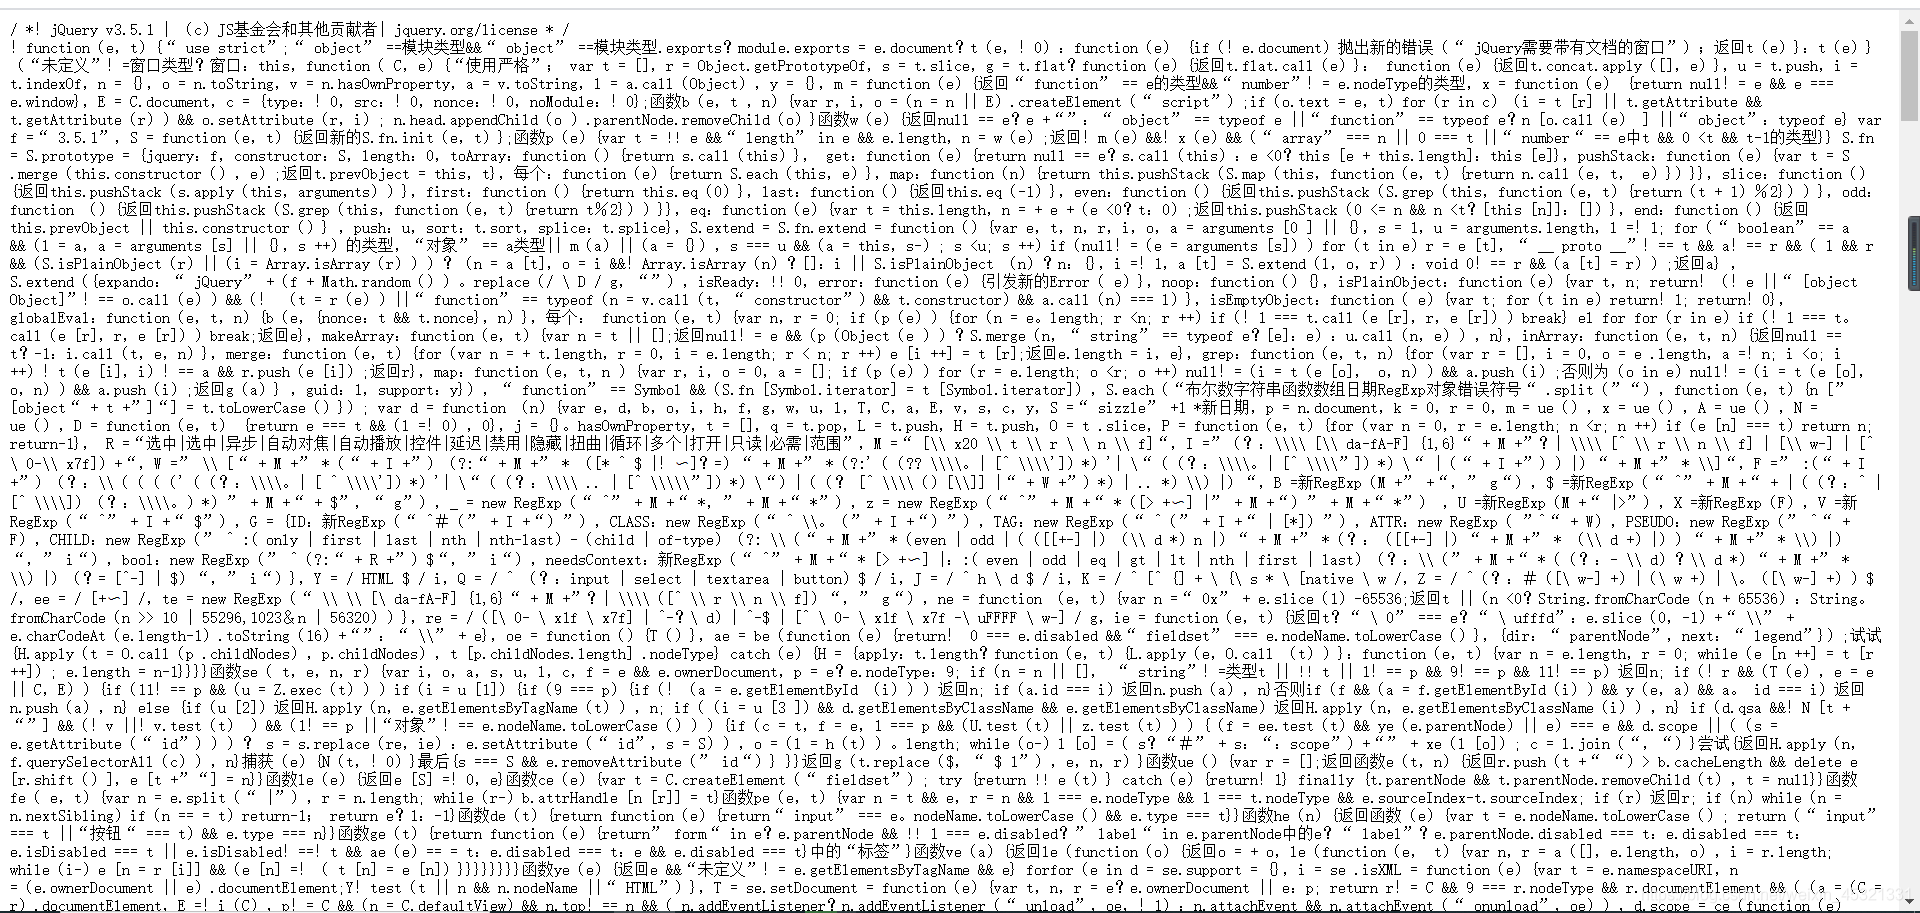 / *! jQuery v3.5.1 | （c）JS基金会和其他贡献者| jquery.org/license * /
! function（e，t）{“ use strict”;“ object” ==模块类型&&“ object” ==模块类型.exports？module.exports = e.document？t（e，! 0）：function（e） {if（! e.document）抛出新的错误（“ jQuery需要带有文档的窗口”）；返回t（e）}：t（e）}
（“未定义”！=窗口类型？窗口：this，function（ C，e）{“使用严格”； var t = []，r = Object.getPrototypeOf，s = t.slice，g = t.flat？function（e）{返回t.flat.call（e）}： function（e）{返回t.concat.apply（[]，e）}，u = t.push，i =
t.indexOf，n = {}，o = n.toString，v = n.hasOwnProperty，a = v.toString，l = a.call（Object），y = {}，m = function（e）{返回“ function” == e的类型&&“ number”！= e.nodeType的类型，x = function（e） {return null! = e && e ===
e.window}，E = C.document，c = {type：! 0，src：! 0，nonce：! 0，noModule：! 0};函数b（e，t ，n）{var r，i，o =（n = n || E）.createElement（“ script”）;if（o.text = e，t）for（r in c）（i = t [r] || t.getAttribute &&
t.getAttribute（r））&& o.setAttribute（r，i）; n.head.appendChild（o ）.parentNode.removeChild（o）}函数w（e）{返回null == e？e +“”：“ object” == typeof e ||“ function” == typeof e？n [o.call（e） ] ||“ object”：typeof e} var
f =“ 3.5.1”，S = function（e，t）{返回新的S.fn.init（e，t）};函数p（e）{var t = !! e &&“ length” in e && e.length，n = w（e）;返回! m（e）&&! x（e）&&（“ array” === n || 0 === t ||“ number“ == e中t && 0 <t && t-1的类型}} S.fn
= S.prototype = {jquery：f，constructor：S，length：0，toArray：function（）{return s.call（this）}， get：function（e）{return null == e？s.call（this）：e <0？this [e + this.length]：this [e]}，pushStack：function（e）{var t = S
.merge（this.constructor（），e）;返回t.prevObject = this，t}，每个：function（e）{return S.each（this，e）}，map：function（n）{return this.pushStack（S.map（this，function（e，t）{return n.call（e，t， e）}））}}，slice：function（）
{返回this.pushStack（s.apply（this，arguments））}，first：function（）{return this.eq（0）}，last：function（）{返回this.eq（-1）}，even：function（）{返回this.pushStack（S.grep（this，function（e，t）{return（t + 1）％2}））}，odd：
function （）{返回this.pushStack（S.grep（this，function（e，t）{return t％2}））}}，eq：function（e）{var t = this.length，n = + e +（e <0？t：0）;返回this.pushStack（0 <= n && n <t？[this [n]]：[]）}，end：function（）{返回
this.prevObject || this.constructor（）} ，push：u，sort：t.sort，splice：t.splice}，S.extend = S.fn.extend = function（）{var e，t，n，r，i，o，a = arguments [0 ] || {}，s = 1，u = arguments.length，l =! 1；for（“ boolean” == a
&&（l = a，a = arguments [s] || {}，s ++）的类型，“对象” == a类型|| m（a）||（a = {}），s === u &&（a = this，s-）; s <u; s ++）if（null! =（e = arguments [s]））for（t in e）r = e [t]，“ __ proto __”！== t && a! == r &&（ l && r
&&（S.isPlainObject（r）||（i = Array.isArray（r）））？（n = a [t]，o = i &&! Array.isArray（n）？[]：i || S.isPlainObject （n）？n：{}，i =! 1，a [t] = S.extend（l，o，r））：void 0! == r &&（a [t] = r））;返回a}，
S.extend（{expando：“ jQuery” +（f + Math.random（））。replace（/ \ D / g，“”），isReady：!! 0，error：function（e）{引发新的Error（ e）}，noop：function（）{}，isPlainObject：function（e）{var t，n; return!（! e ||“ [object
Object]”！== o.call（e））&&（! （t = r（e））||“ function” == typeof（n = v.call（t，“ constructor”）&& t.constructor）&& a.call（n）=== l）}，isEmptyObject：function（ e）{var t; for（t in e）return! 1; return! 0}，
globalEval：function（e，t，n）{b（e，{nonce：t && t.nonce}，n）}，每个： function（e，t）{var n，r = 0; if（p（e））{for（n = e。length; r <n; r ++）if（! 1 === t.call（e [r]，r，e [r]））break} el for for（r in e）if（! 1 === t。
call（e [r]，r，e [r]））break;返回e}，makeArray：function（e，t）{var n = t || [];返回null! = e &&（p（Object（e））？S.merge（n，“ string” == typeof e？[e]：e）：u.call（n，e）），n}，inArray：function（e，t，n）{返回null ==
t？-1：i.call（t，e，n）}，merge：function（e，t）{for（var n = + t.length，r = 0，i = e.length; r < n; r ++）e [i ++] = t [r];返回e.length = i，e}，grep：function（e，t，n）{for（var r = []，i = 0，o = e .length，a =! n; i <o; i
++）! t（e [i]，i）! == a && r.push（e [i]）;返回r}，map：function（e，t，n ）{var r，i，o = 0，a = []; if（p（e））for（r = e.length; o <r; o ++）null! =（i = t（e [o]，o，n））&& a.push（i）;否则为（o in e）null! =（i = t（e [o]，
o，n））&& a.push（i）;返回g（a）} ，guid：1，support：y}），“ function” == Symbol &&（S.fn [Symbol.iterator] = t [Symbol.iterator]），S.each（“布尔数字符串函数数组日期RegExp对象错误符号“ .split（”“），function（e，t）{n [”
[object“ + t +”]“] = t.toLowerCase（）}）; var d = function （n）{var e，d，b，o，i，h，f，g，w，u，l，T，C，a，E，v，s，c，y，S =“ sizzle” +1 *新日期，p = n.document，k = 0，r = 0，m = ue（），x = ue（），A = ue（），N =
ue（），D = function（e，t）{return e === t &&（l =! 0），0}，j = {}。hasOwnProperty，t = []，q = t.pop，L = t.push，H = t.push，O = t .slice，P = function（e，t）{for（var n = 0，r = e.length; n <r; n ++）if（e [n] === t）return n;
return-1}， R =“选中|选中|异步|自动对焦|自动播放|控件|延迟|禁用|隐藏|扭曲|循环|多个|打开|只读|必需|范围”，M =“ [\\ x20 \\ t \\ r \ \ n \\ f]“，I =”（？：\\\\ [\\ da-fA-F] {1,6}“ + M +”？| \\\\ [^ \\ r \\ n \\ f] | [\\ w-] | [^
\ 0-\\ x7f]）+“，W =” \\ [“ + M +” *（“ + I +”）（?:“ + M +” *（[* ^ $ |! ~]？=）“ + M +” *（?:'（（?? \\\\。| [^ \\\\']）*）'| \“（（？：\\\\。| [^ \\\\”]）*）\“ |（“ + I +”））|）“ + M +” * \\]“，F =” :(“ + I
+”）（？：\\（（（（'（（？：\\\\。| [^ \\\\']）*）'| \“（（？：\\\\ .. | [^ \\\\\”]）*）\“）|（（？ [^ \\\\ () [\\]] |“ + W +”）*）| .. *）\\）|）“，B =新RegExp（M +“”，“” g“），$ =新RegExp（“ ^” + M +“ + |（（？：^ |
[^ \\\\]）（？：\\\\。）*）” + M +“ + $”，“ g”），_ = new RegExp（“ ^” + M +“ *，” + M +“ *”），z = new RegExp（“ ^” + M +“ *（[> +~] |” + M +“）” + M +“ *”），U =新RegExp（M +“ |>”），X =新RegExp（F），V =新
RegExp（“ ^” + I +“ $”），G = {ID：新RegExp（“ ^＃（” + I +“）”），CLASS：new RegExp（“ ^ \\。（” + I +“）”），TAG：new RegExp（“ ^（” + I +“ | [*]）”），ATTR：new RegExp（ ”^“ + W），PSEUDO：new RegExp（” ^“ +
F），CHILD：new RegExp（” ^ :( only | first | last | nth | nth-last）-（child | of-type）（?: \\（“ + M +” *（even | odd |（（[[+-] |）（\\ d *）n |）“ + M +” *（？：（[[+-] |）“ + M +” *（\\ d +）|））“ + M +” * \\）|）
“，” i“），bool：new RegExp（” ^（?:“ + R +”）$“，” i“），needsContext：新RegExp（“ ^” + M +“ * [> +~] |：:( even | odd | eq | gt | lt | nth | first | last）（？：\\（” + M +“ *（（？：- \\ d）？\\ d *）“ + M +” *
\\）|）（？= [^-] | $）“，” i“）}，Y = / HTML $ / i，Q = / ^（？：input | select | textarea | button）$ / i，J = / ^ h \ d $ / i，K = / ^ [^ {] + \ {\ s * \ [native \ w /，Z = / ^（？：＃（[\ w-] +）|（\ w +）| \。（[\ w-] +））$
/，ee = / [+~] /，te = new RegExp（“ \\ \\ [\ da-fA-F] {1,6}“ + M +”？| \\\\（[^ \\ r \\ n \\ f]）“，” g“），ne = function （e，t）{var n =“ 0x” + e.slice（1）-65536;返回t ||（n <0？String.fromCharCode（n + 65536）：String。
fromCharCode（n >> 10 | 55296,1023＆n | 56320））}，re = /（[\ 0- \ x1f \ x7f] | ^-? \ d）| ^-$ | [^ \ 0- \ x1f \ x7f -\ uFFFF \ w-] / g，ie = function（e，t）{返回t？“ \ 0” === e？“ \ ufffd”：e.slice（0，-1）+“ \\” +
e.charCodeAt（e.length-1）.toString（16）+“”：“ \\” + e}，oe = function（）{T（）}，ae = be（function（e）{return! 0 === e.disabled &&“ fieldset” === e.nodeName.toLowerCase（）}，{dir：“ parentNode”，next：“ legend”}）;试试
{H.apply（t = O.call（p .childNodes），p.childNodes），t [p.childNodes.length] .nodeType} catch（e）{H = {apply：t.length？function（e，t）{L.apply（e，O.call （t））}：function（e，t）{var n = e.length，r = 0; while（e [n ++] = t [r
++]）; e.length = n-1}}}}函数se（ t，e，n，r）{var i，o，a，s，u，l，c，f = e && e.ownerDocument，p = e？e.nodeType：9; if（n = n || []， “ string”！=类型t || !! t || 1! == p && 9! == p && 11! == p）返回n; if（! r &&（T（e），e = e
|| C，E））{if（11! == p &&（u = Z.exec（t）））if（i = u [1]）{if（9 === p）{if（!（a = e.getElementById （i）））返回n; if（a.id === i）返回n.push（a），n}否则if（f &&（a = f.getElementById（i））&& y（e，a）&& a。id === i）返回
n.push（a），n} else {if（u [2]）返回H.apply（n，e.getElementsByTagName（t）），n; if（（i = u [3 ]）&& d.getElementsByClassName && e.getElementsByClassName）返回H.apply（n，e.getElementsByClassName（i）），n} if（d.qsa &&! N [t +
“”] &&（! v ||! v.test（t））&&（1! == p ||“对象”！== e.nodeName.toLowerCase（）））{if（c = t，f = e，1 === p &&（U.test（t）|| z.test（t）））{（f = ee.test（t）&& ye（e.parentNode）|| e）=== e && d.scope ||（（s =
e.getAttribute（“ id”）））？ s = s.replace（re，ie）：e.setAttribute（“ id”，s = S）），o =（l = h（t））。length; while（o-）l [o] =（ s？“＃” + s：“：scope”）+“” + xe（l [o]）; c = l.join（“，“）}尝试{返回H.apply（n，
f.querySelectorAll（c）），n}捕获（e）{N（t，! 0）}最后{s === S && e.removeAttribute（” id“）} }}返回g（t.replace（$，“ $ 1”），e，n，r）}函数ue（）{var r = [];返回函数e（t，n）{返回r.push（t +““）> b.cacheLength && delete e
[r.shift（）]，e [t +”“] = n}}函数le（e）{返回e [S] =! 0，e}函数ce（e）{var t = C.createElement（“ fieldset”）; try {return !! e（t）} catch（e）{return! 1} finally {t.parentNode && t.parentNode.removeChild（t），t = null}}函数
fe（ e，t）{var n = e.split（“ |”），r = n.length; while（r-）b.attrHandle [n [r]] = t}函数pe（e，t）{var n = t && e，r = n && 1 === e.nodeType && 1 === t.nodeType && e.sourceIndex-t.sourceIndex; if（r）返回r; if（n）while（n =
n.nextSibling）if（n == = t）return-1; return e？1：-1}函数de（t）{return function（e）{return“ input” === e。nodeName.toLowerCase（）&& e.type === t}}函数he（n）{返回函数（e）{var t = e.nodeName.toLowerCase（）; return（“ input”
=== t ||“按钮“ === t）&& e.type === n}}函数ge（t）{return function（e）{return” form“ in e？e.parentNode && !! 1 === e.disabled？” label“ in e.parentNode中的e？“ label”？e.parentNode.disabled === t：e.disabled === t：
e.isDisabled === t || e.isDisabled! ==! t && ae（e）== = t：e.disabled === t：e && e.disabled === t}中的“标签”}函数ve（a）{返回le（function（o）{返回o = + o，le（function（e， t）{var n，r = a（[]，e.length，o），i = r.length;
while（i-）e [n = r [i]] &&（e [n] =!（ t [n] = e [n]）}}}}}}}}函数ye（e）{返回e &&“未定义”！= e.getElementsByTagName && e} forfor（e in d = se.support = {}，i = se .isXML = function（e）{var t = e.namespaceURI，n
=（e.ownerDocument || e）.documentElement;Y! test（t || n && n.nodeName ||“ HTML”）}，T = se.setDocument = function（e）{var t，n，r = e？e.ownerDocument || e：p; return r! = C && 9 === r.nodeType && r.documentElement &&（（a =（C =
r）.documentElement，E =! i（C），p! = C &&（n = C.defaultView）&& n.top! == n &&（ n.addEventListener？n.addEventListener（“ unload”，oe，! 1）：n.attachEvent && n.attachEvent（“ onunload”，oe）），d.scope = ce（function（e）